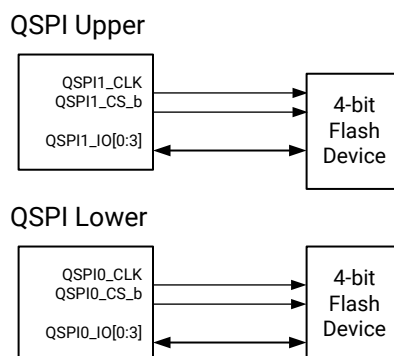 QSPI Upper
QSPI1_CLK
QSPI1_CS_b
QSPI1_IO[0:3]
4-bit
Flash
Device
QSPI Lower
QSPI0_CLK
QSPI0_CS_b
QSPI0_IO[0:3]
4-bit
Flash
Device